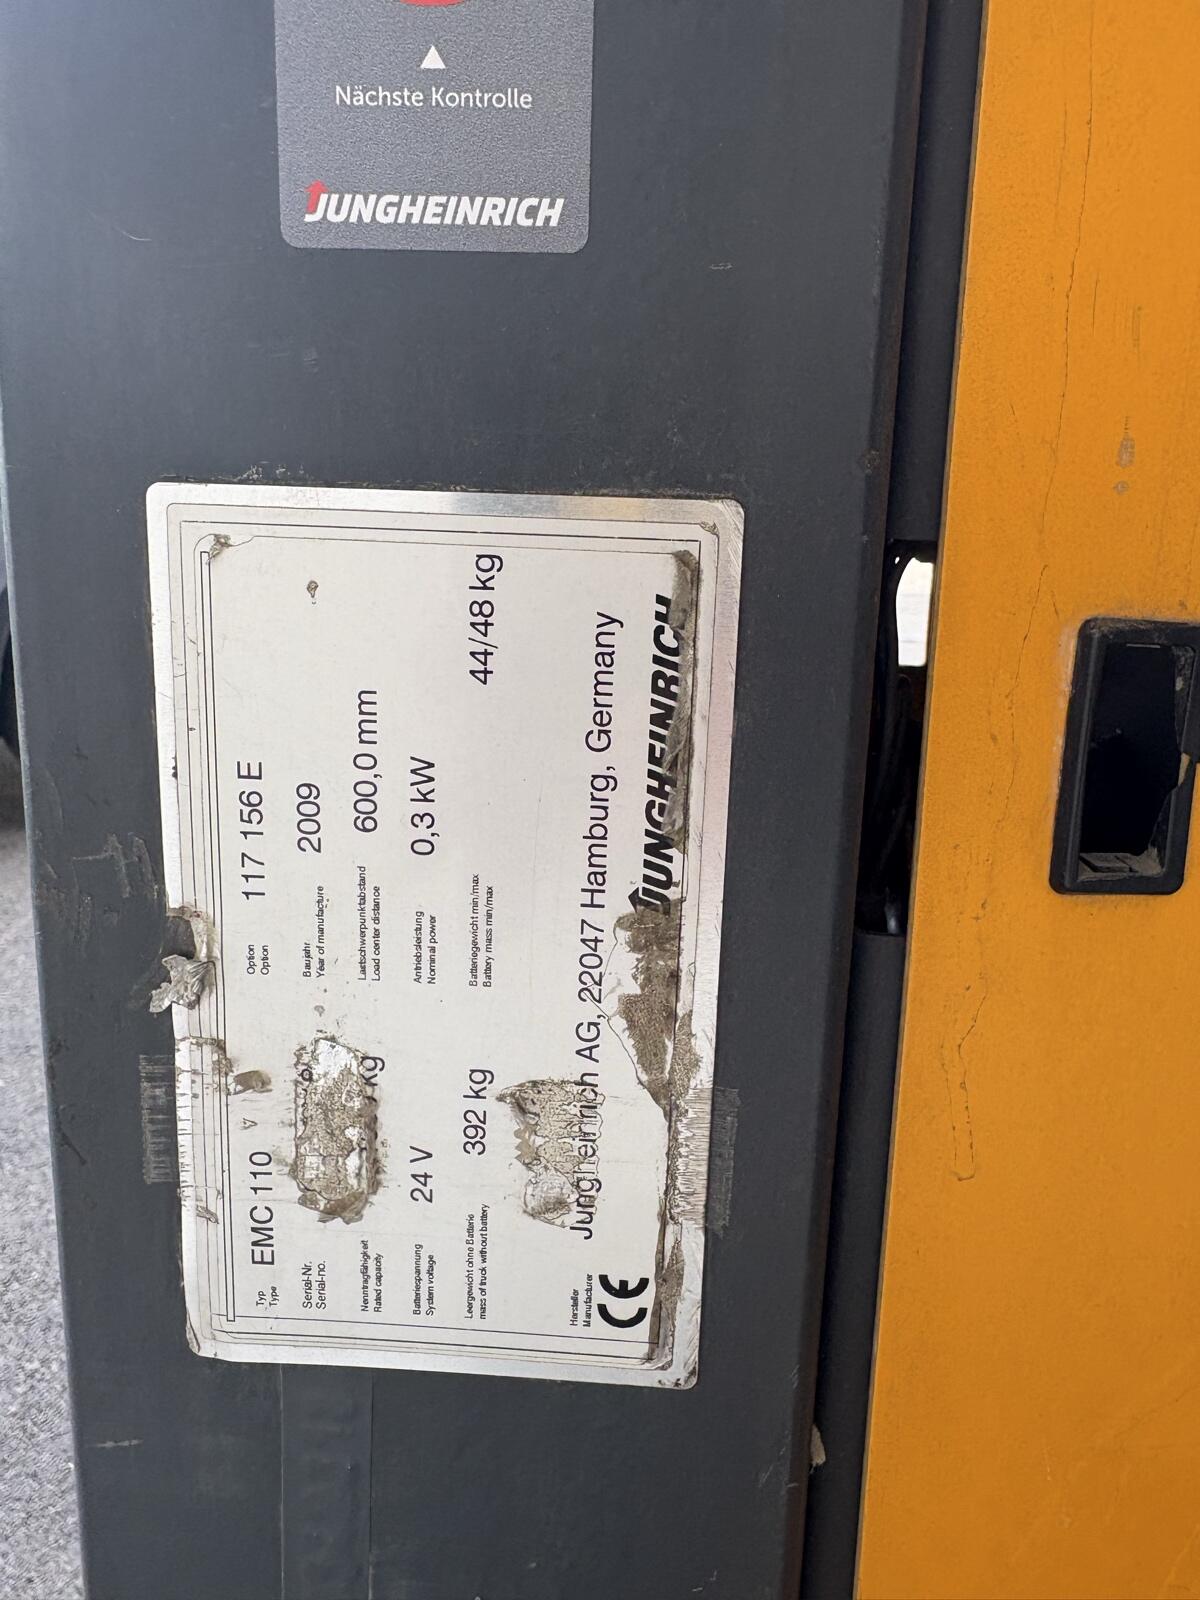 Nächste Kontrolle
JUNGHEINRICH
Typ
Type
EMC 110
Option
Option
117 156 E
Serial-Nr.
Serial-no.
Baujahr
Year of manufacture
2009
Nenntragfähigkeit
Rated capacity
kg
Lastschwerpunktabstand
Load center distance
600,0 mm
Batteriespannung
System voltage
24 V
Antriebsleistung
Nominal power
0,3 kW
Leergewicht ohne Batterie
mass of truck without battery
392 kg
Batteriegewicht min/max
Battery mass min/max
44/48 kg
Hersteller
Manufacturer
Jungheinrich AG, 22047 Hamburg, Germany
CE
JUNGHEINRICH